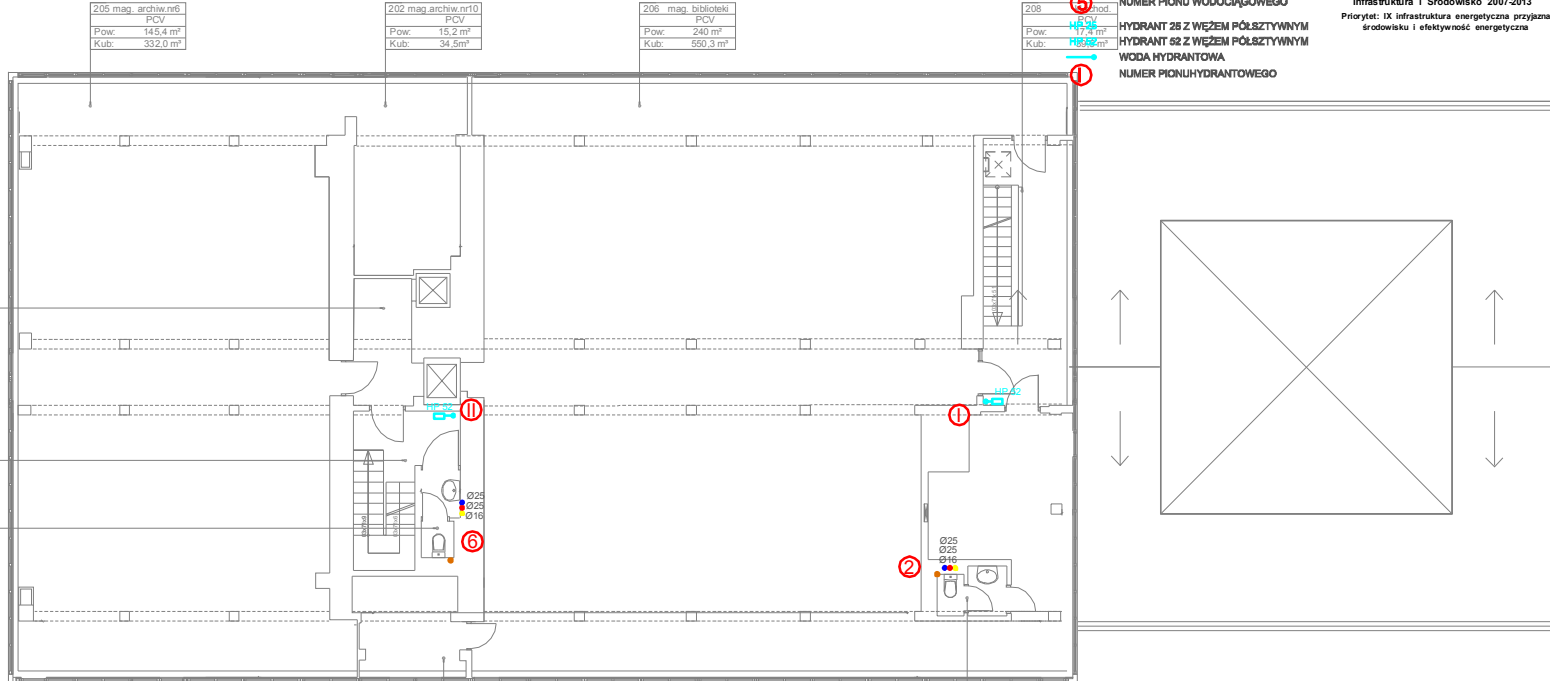 205 mag. archiw.nr6
PCV
Pow: 145,4 m²
Kub: 332,0 m³
202 mag.archiw.nr10
PCV
Pow: 15,2 m²
Kub: 34,5m³
206 mag. biblioteki
PCV
Pow: 240 m²
Kub: 550,3 m³
208 chod.
PCV
Pow: 17,4 m²
Kub:
5 NUMER PIONU WODOCIĄGOWEGO
HYDRANT 25 Z WĘŻEM PÓŁSZTYWNYM
HYDRANT 52 Z WĘŻEM PÓŁSZTYWNYM
WODA HYDRANTOWA
I NUMER PIONUHYDRANTOWEGO
Infrastruktura i Środowisko 2007-2013
Priorytet: IX infrastruktura energetyczna przyjazna
środowisku i efektywność energetyczna
HP 52
II
HP 52
I
Ø25
Ø25
Ø16
6
Ø25
Ø25
Ø16
2